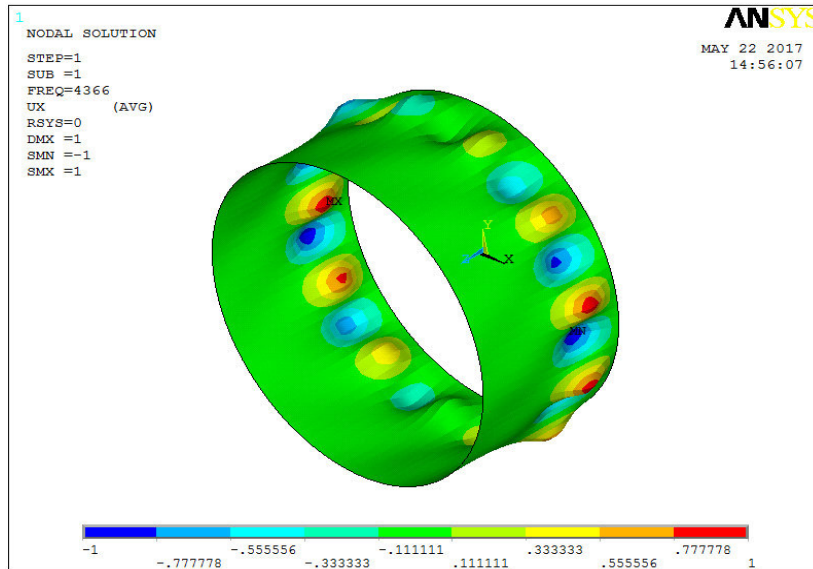 1
ANSYS
NODAL SOLUTION
MAY 22 2017
14:56:07
STEP=1
SUB =1
FREQ=4366
UX (AVG)
RSYS=0
DMX =1
SMN =-1
SMX =1
MX
Y
X
MN
-1 -.555556 -.111111 .333333 .777778
-.777778 -.333333 .111111 .555556 1